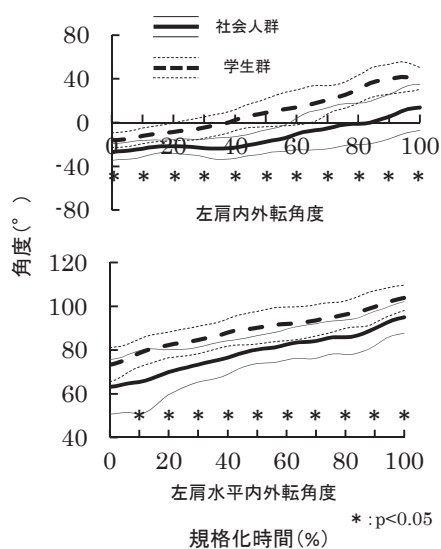 社会人群
学生群
80
40
0
-40
-80
0 20 40 60 80 100
* * * * * * * * * * *
左肩内外転角度
角度(°)
120
100
80
60
40
* * * * * * * * * *
0 20 40 60 80 100
左肩水平内外転角度
*:p<0.05
規格化時間(%)